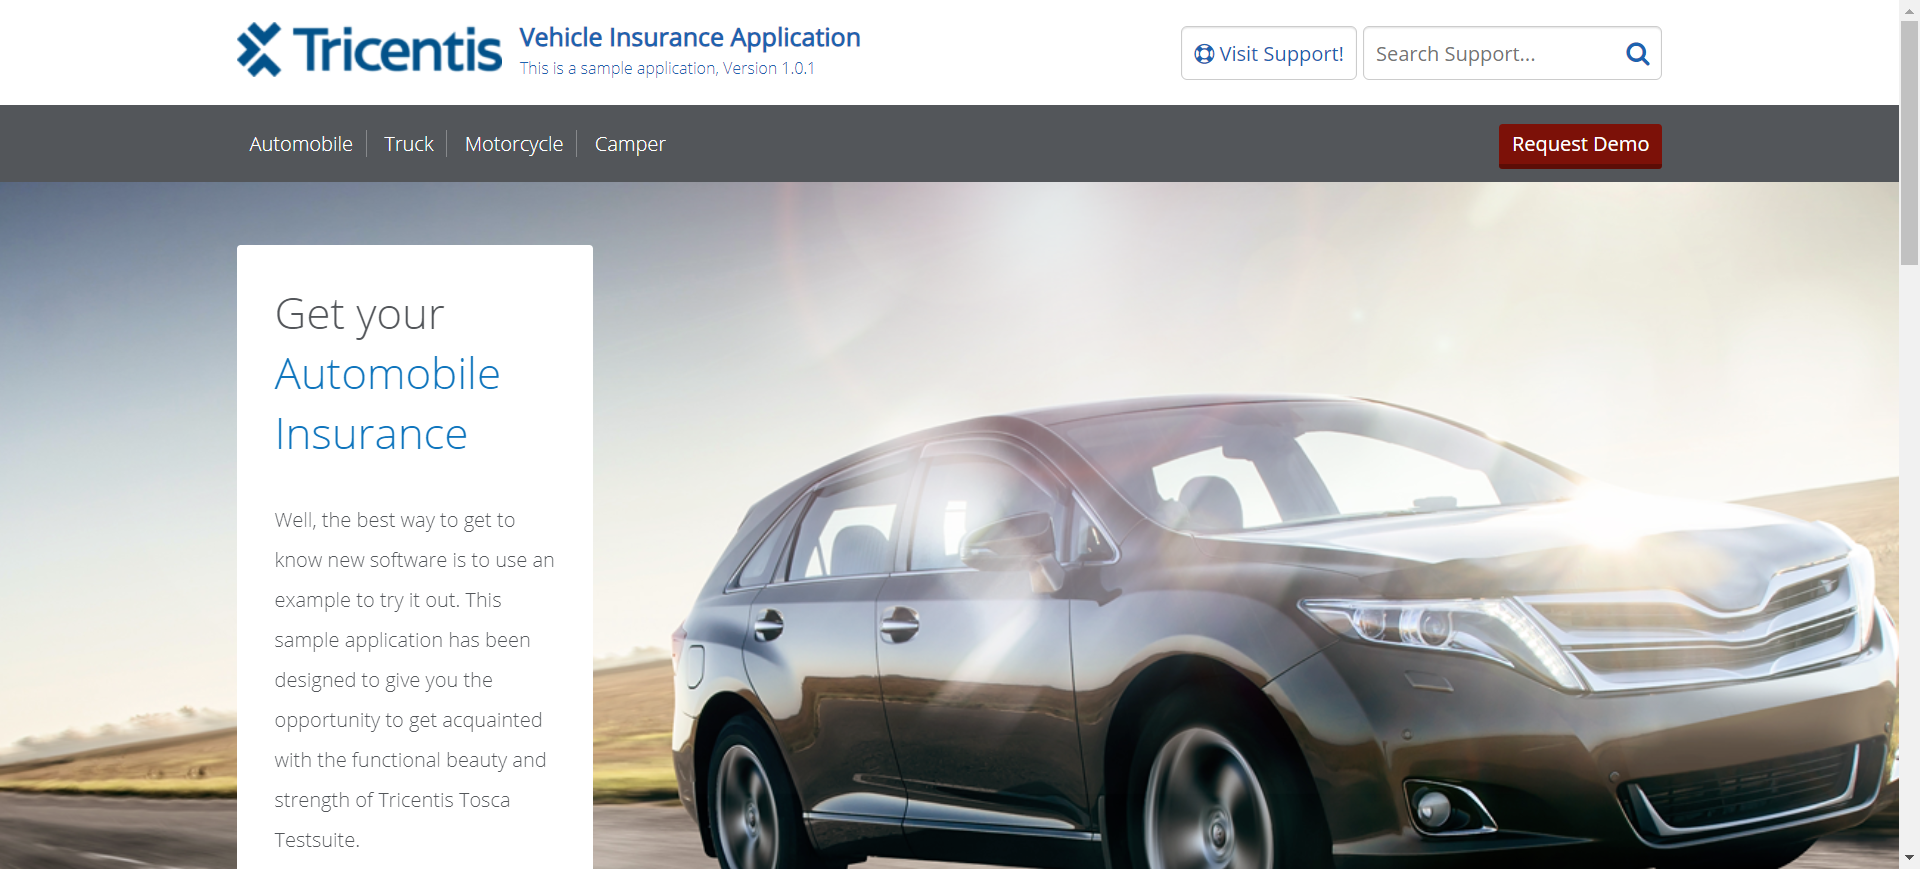 Tricentis
Vehicle Insurance Application
This is a sample application, Version 1.0.1
Visit Support!
Search Support...
Automobile
Truck
Motorcycle
Camper
Request Demo
Get your
Automobile
Insurance
Well, the best way to get to
know new software is to use an
example to try it out. This
sample application has been
designed to give you the
opportunity to get acquainted
with the functional beauty and
strength of Tricentis Tosca
Testsuite.